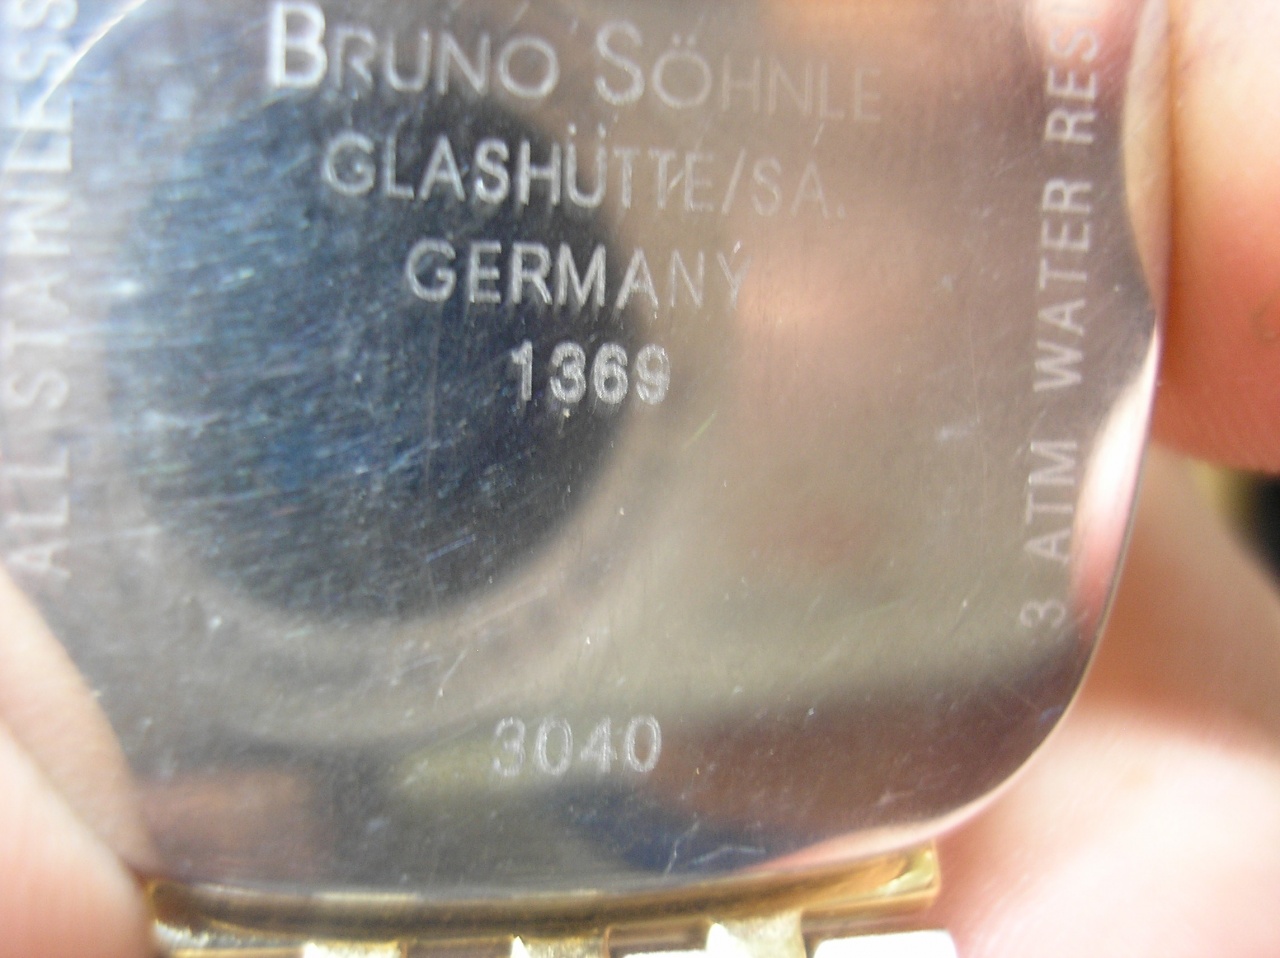 BRUNO SÖHNLE
GLASHÜTTE/SA.
GERMANY
1369
3040
ALL STAINLESS
3 ATM WATER RES